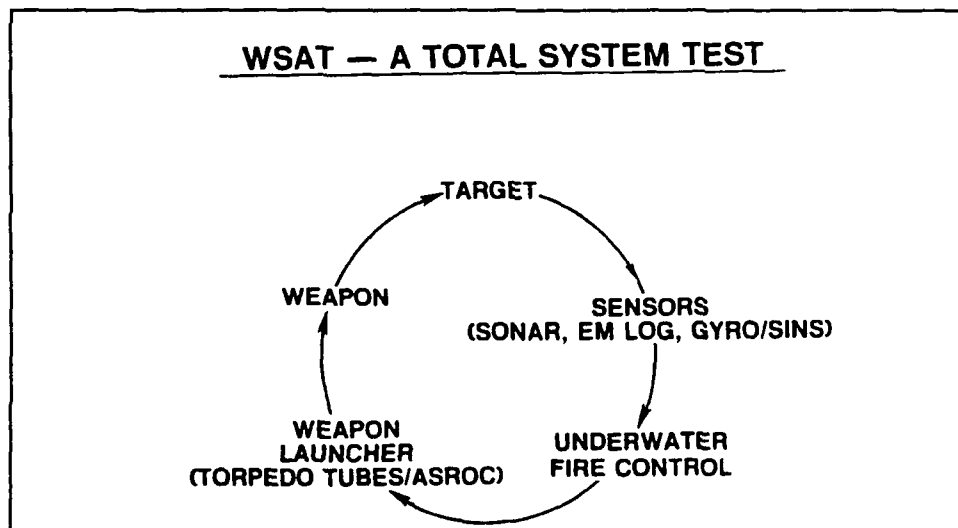 WSAT — A TOTAL SYSTEM TEST
TARGET
SENSORS
(SONAR, EM LOG, GYRO/SINS)
UNDERWATER
FIRE CONTROL
WEAPON
LAUNCHER
(TORPEDO TUBES/ASROC)
WEAPON